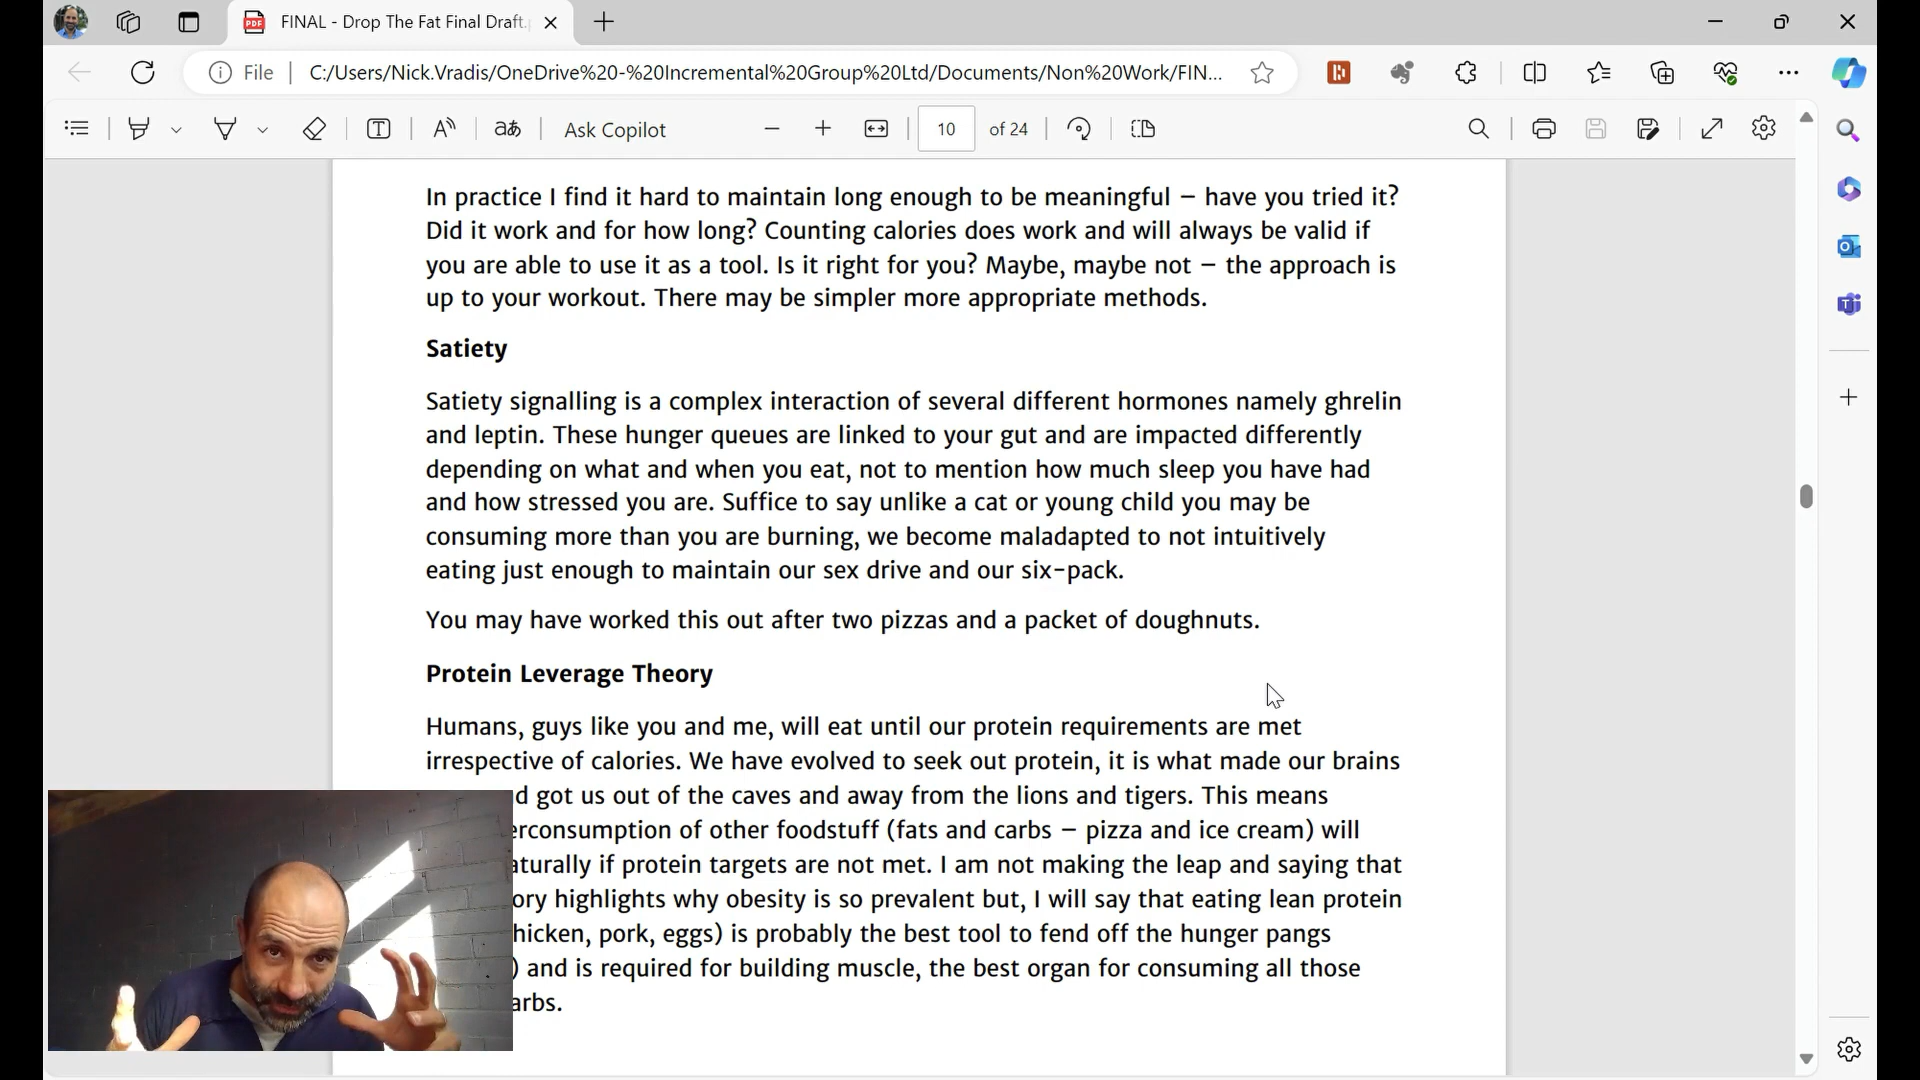 FINAL - Drop The Fat Final Draft.
File
C:/Users/Nick.Vradis/OneDrive%20-%20Incremental%20Group%20Ltd/Documents/Non%20Work/FIN...
Ask Copilot
10
of 24
In practice I find it hard to maintain long enough to be meaningful – have you tried it?
Did it work and for how long? Counting calories does work and will always be valid if
you are able to use it as a tool. Is it right for you? Maybe, maybe not – the approach is
up to your workout. There may be simpler more appropriate methods.
Satiety
Satiety signalling is a complex interaction of several different hormones namely ghrelin
and leptin. These hunger queues are linked to your gut and are impacted differently
depending on what and when you eat, not to mention how much sleep you have had
and how stressed you are. Suffice to say unlike a cat or young child you may be
consuming more than you are burning, we become maladapted to not intuitively
eating just enough to maintain our sex drive and our six-pack.
You may have worked this out after two pizzas and a packet of doughnuts.
Protein Leverage Theory
Humans, guys like you and me, will eat until our protein requirements are met
irrespective of calories. We have evolved to seek out protein, it is what made our brains
d got us out of the caves and away from the lions and tigers. This means
erconsumption of other foodstuff (fats and carbs – pizza and ice cream) will
aturally if protein targets are not met. I am not making the leap and saying that
ory highlights why obesity is so prevalent but, I will say that eating lean protein
hicken, pork, eggs) is probably the best tool to fend off the hunger pangs
) and is required for building muscle, the best organ for consuming all those
arbs.